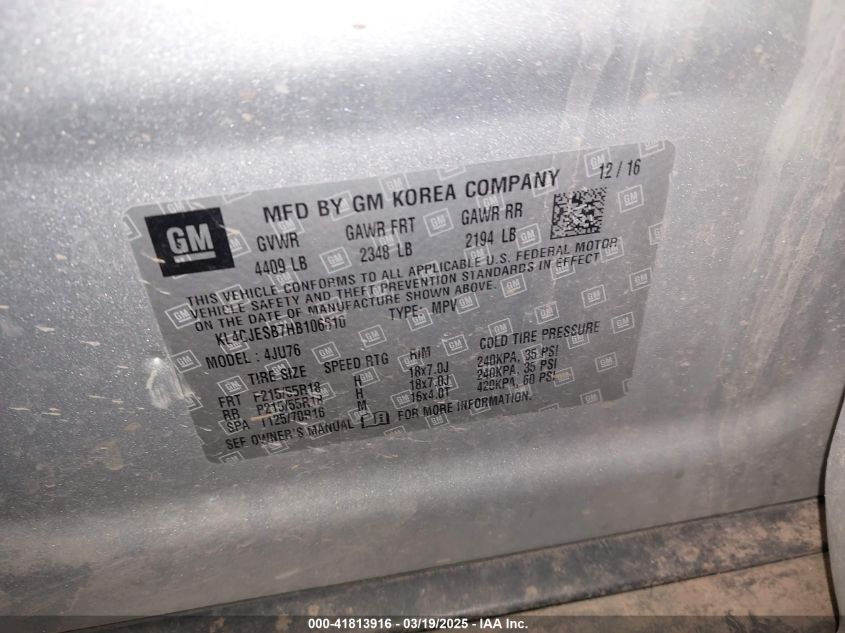 GM
MFD BY GM KOREA COMPANY 12 / 16
GVWR GAWR FRT GAWR RR
4409 LB 2348 LB 2194 LB
THIS VEHICLE CONFORMS TO ALL APPLICABLE U.S. FEDERAL MOTOR
VEHICLE SAFETY AND THEFT PREVENTION STANDARDS IN EFFECT
ON THE DATE OF MANUFACTURE SHOWN ABOVE.
TYPE: MPV
MODEL : 4JU76
TIRE SIZE SPEED RTG RIM COLD TIRE PRESSURE
FRT P215/55R18 H 18x7.0J 240KPA, 35 PSI
RR P215/55R18 H 18x7.0J 240KPA, 35 PSI
SPA T125/70R16 M 16x4.0T 420KPA, 60 PSI
SEE OWNER'S MANUAL FOR MORE INFORMATION.
000-41813916 - 03/19/2025 - IAA, Inc.